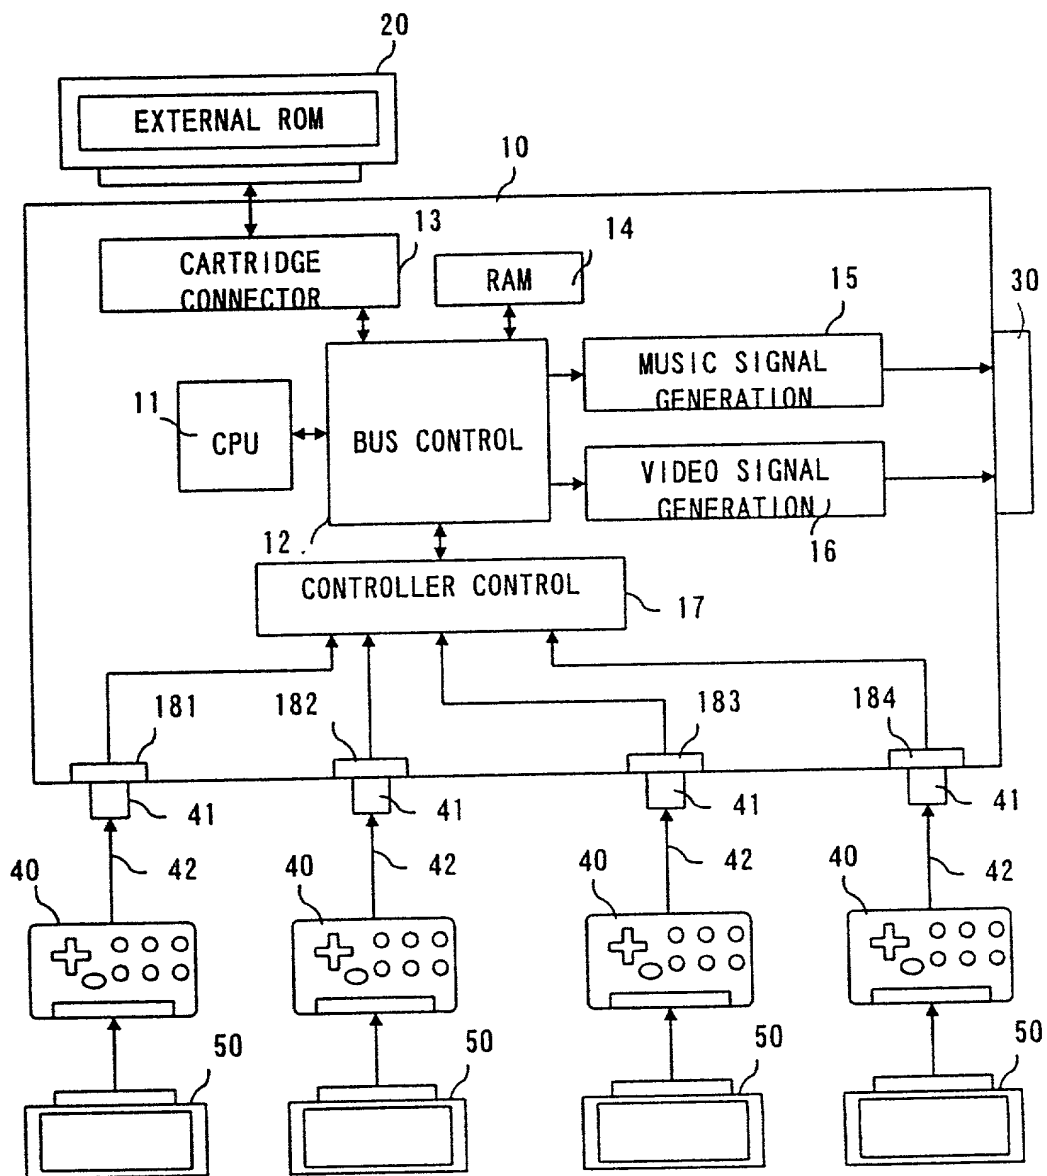 20
EXTERNAL ROM
10
13
14
CARTRIDGE
CONNECTOR
RAM
15
30
MUSIC SIGNAL
GENERATION
11
CPU
BUS CONTROL
VIDEO SIGNAL
GENERATION
12.
16
CONTROLLER CONTROL
17
181
182
183
184
41
41
41
41
42
42
42
42
40
40
40
40
50
50
50
50